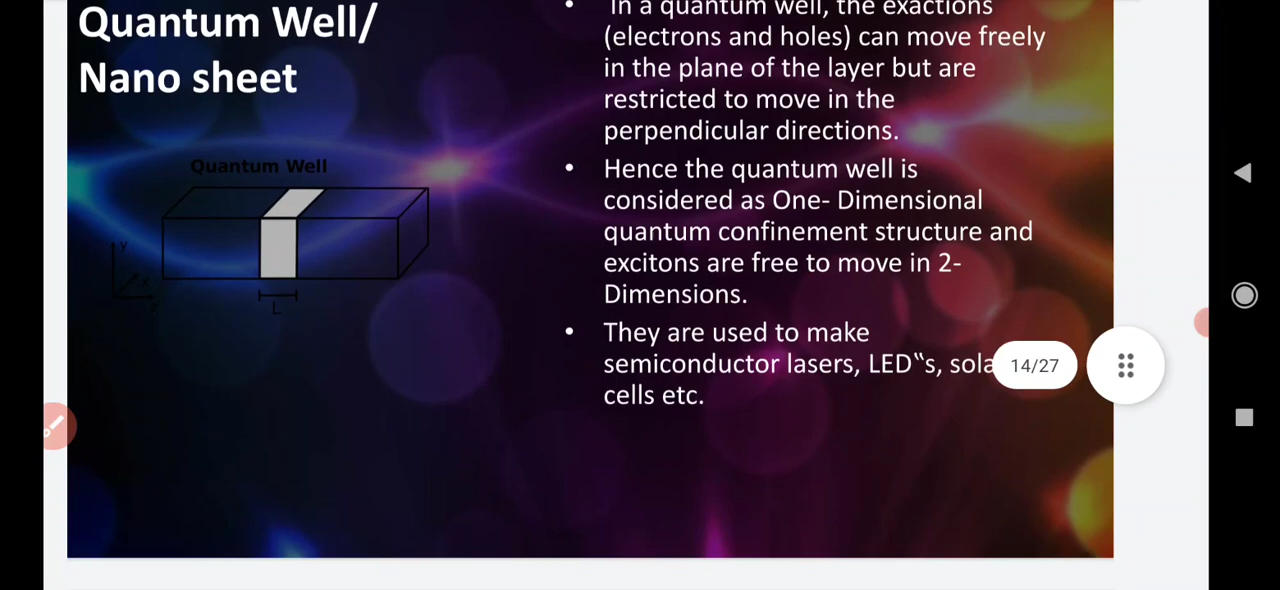 Quantum Well/
Nano sheet
Quantum Well
y
x
L
• In a quantum well, the exactions
(electrons and holes) can move freely
in the plane of the layer but are
restricted to move in the
perpendicular directions.
• Hence the quantum well is
considered as One- Dimensional
quantum confinement structure and
excitons are free to move in 2-
Dimensions.
• They are used to make
semiconductor lasers, LED‟s, sola
cells etc.
14/27